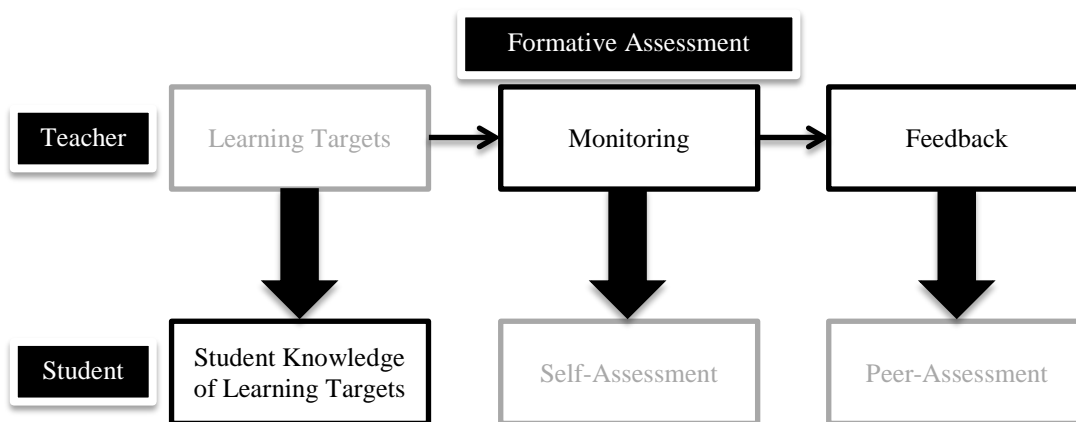 Formative Assessment
Teacher
Learning Targets
Monitoring
Feedback
Student
Student Knowledge
of Learning Targets
Self-Assessment
Peer-Assessment